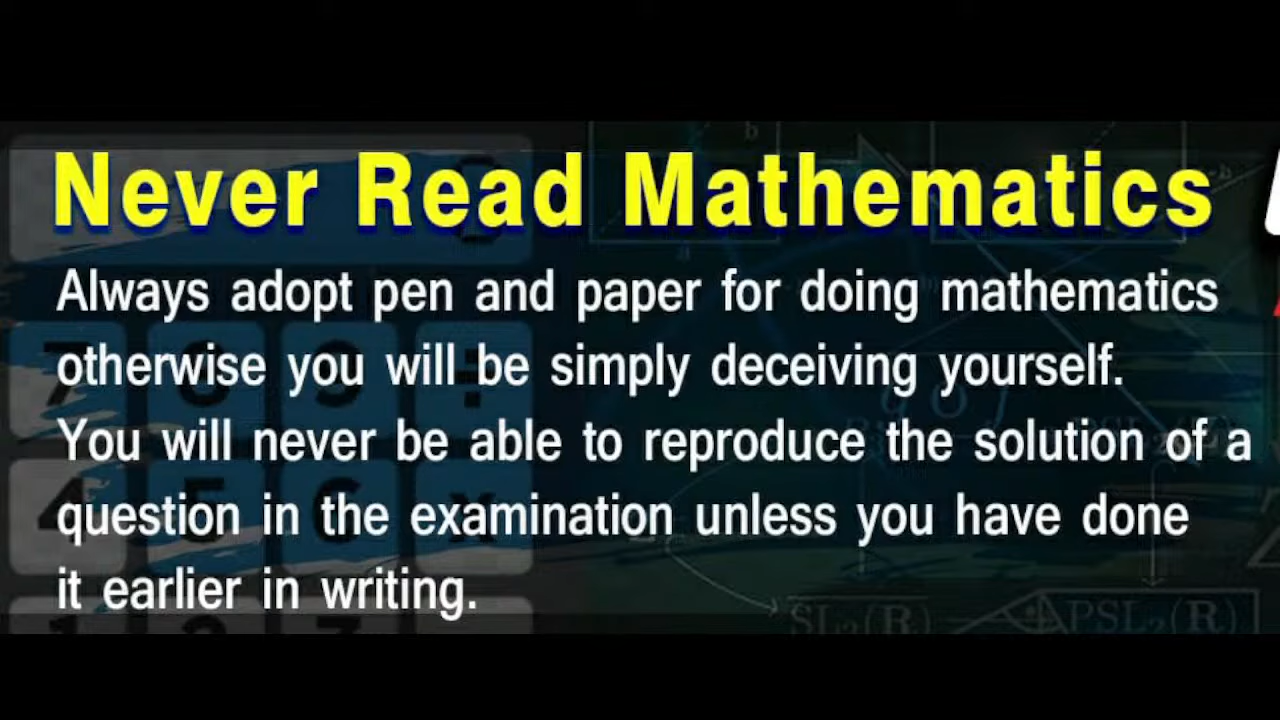 Never Read Mathematics
Always adopt pen and paper for doing mathematics
otherwise you will be simply deceiving yourself.
You will never be able to reproduce the solution of a
question in the examination unless you have done
it earlier in writing.
SL₂(R) PSL₂(R)